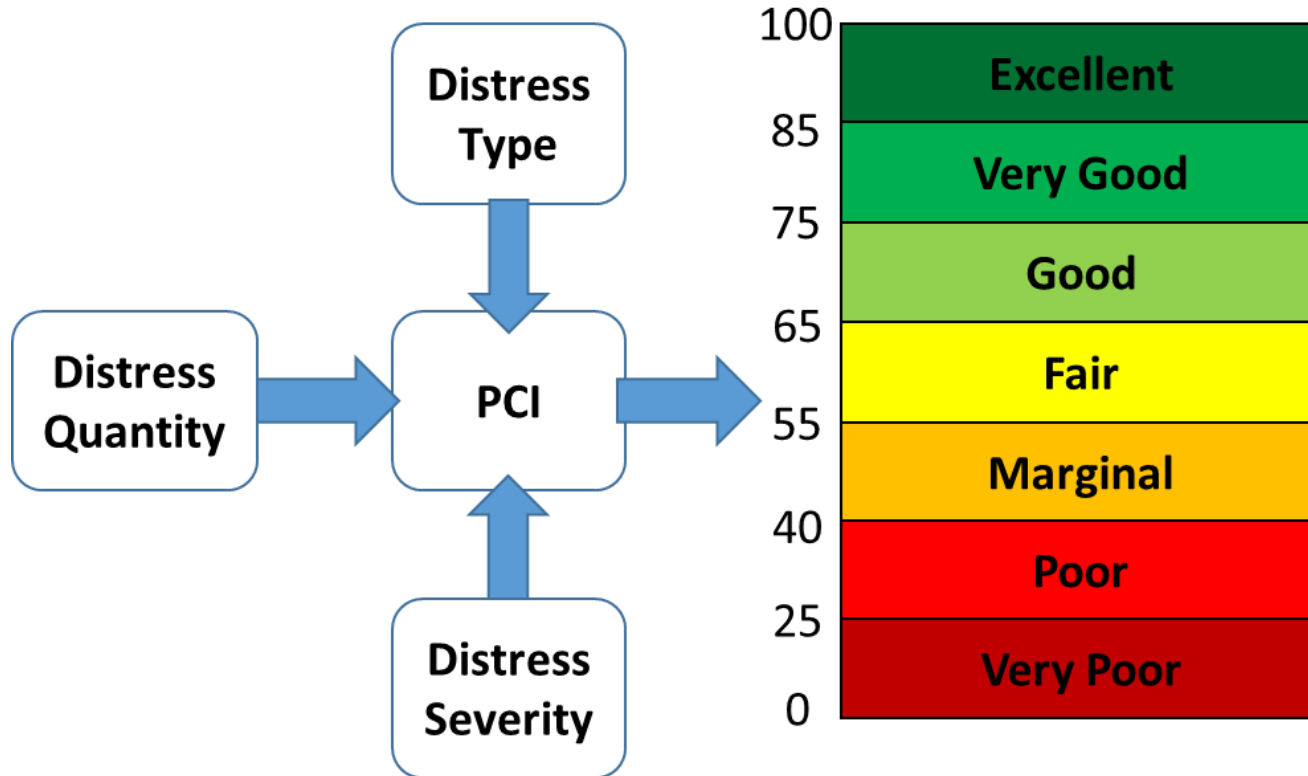 Distress
Type
Distress
Quantity
PCI
Distress
Severity
100
Excellent
85
Very Good
75
Good
65
Fair
55
Marginal
40
Poor
25
Very Poor
0